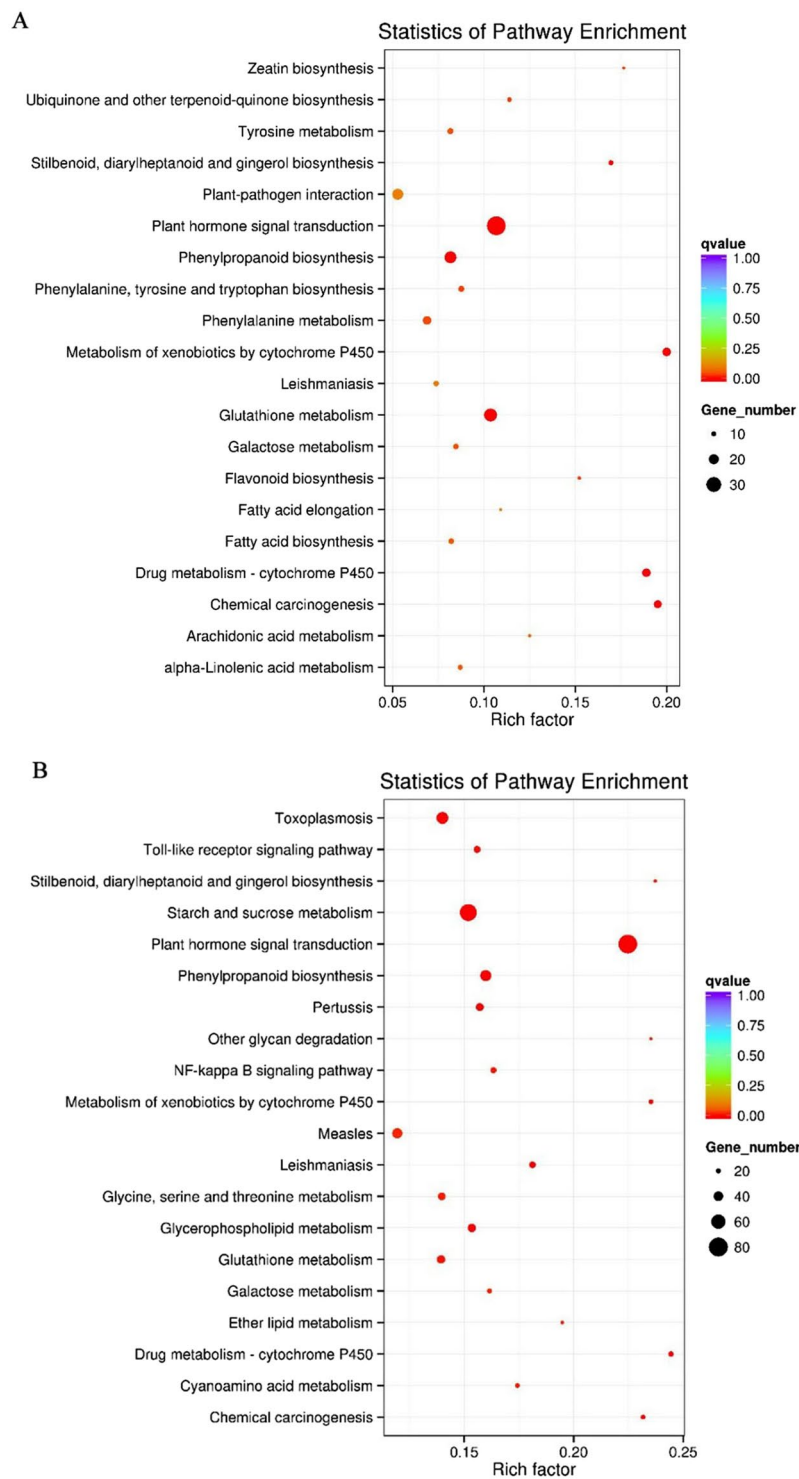 A
Statistics of Pathway Enrichment
Zeatin biosynthesis
Ubiquinone and other terpenoid-quinone biosynthesis
Tyrosine metabolism
Stilbenoid, diarylheptanoid and gingerol biosynthesis
Plant-pathogen interaction
Plant hormone signal transduction
Phenylpropanoid biosynthesis
Phenylalanine, tyrosine and tryptophan biosynthesis
Phenylalanine metabolism
Metabolism of xenobiotics by cytochrome P450
Leishmaniasis
Glutathione metabolism
Galactose metabolism
Flavonoid biosynthesis
Fatty acid elongation
Fatty acid biosynthesis
Drug metabolism - cytochrome P450
Chemical carcinogenesis
Arachidonic acid metabolism
alpha-Linolenic acid metabolism
0.05 0.10 0.15 0.20
Rich factor
qvalue
1.00
0.75
0.50
0.25
0.00
Gene_number
10
20
30
B
Statistics of Pathway Enrichment
Toxoplasmosis
Toll-like receptor signaling pathway
Stilbenoid, diarylheptanoid and gingerol biosynthesis
Starch and sucrose metabolism
Plant hormone signal transduction
Phenylpropanoid biosynthesis
Pertussis
Other glycan degradation
NF-kappa B signaling pathway
Metabolism of xenobiotics by cytochrome P450
Measles
Leishmaniasis
Glycine, serine and threonine metabolism
Glycerophospholipid metabolism
Glutathione metabolism
Galactose metabolism
Ether lipid metabolism
Drug metabolism - cytochrome P450
Cyanoamino acid metabolism
Chemical carcinogenesis
0.15 0.20 0.25
Rich factor
qvalue
1.00
0.75
0.50
0.25
0.00
Gene_number
20
40
60
80